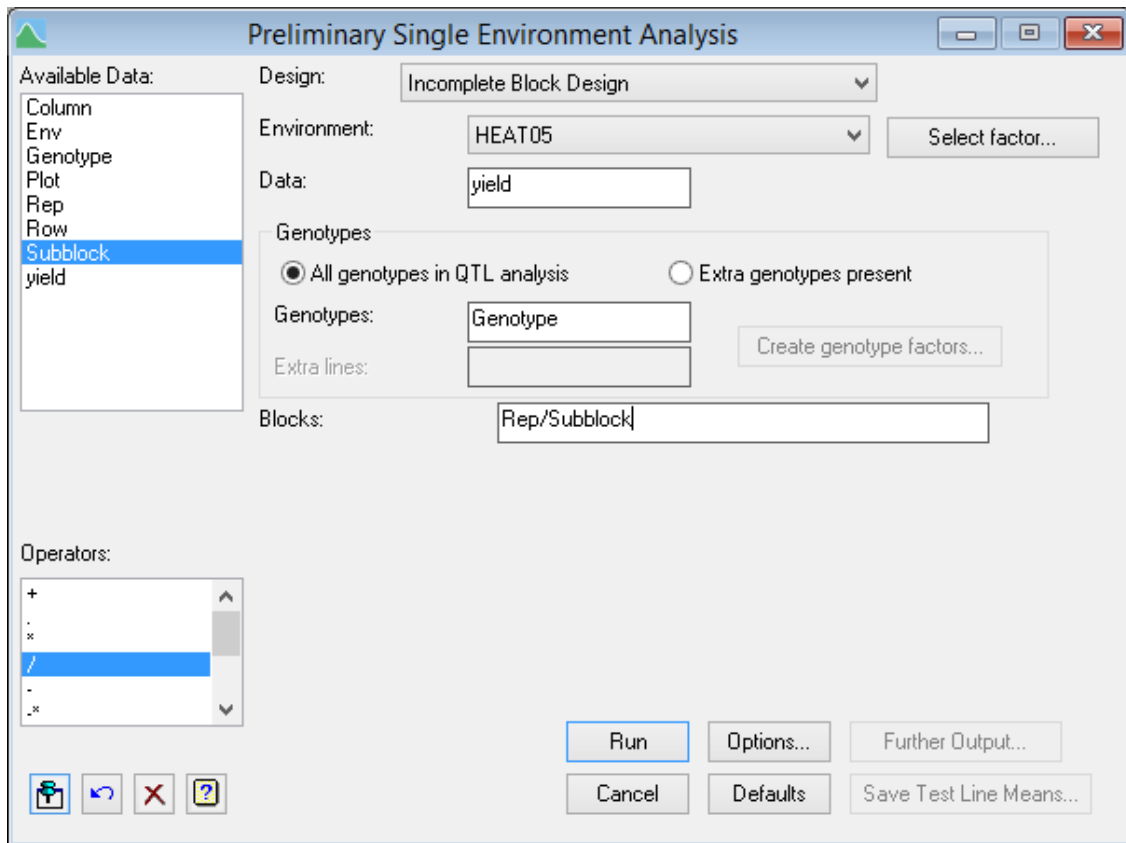 Preliminary Single Environment Analysis
Available Data:
Column
Env
Genotype
Plot
Rep
Row
Subblock
yield
Design:
Incomplete Block Design
Environment:
HEAT05
Select factor...
Data:
yield
Genotypes
All genotypes in QTL analysis
Extra genotypes present
Genotypes:
Genotype
Create genotype factors...
Extra lines:
Blocks:
Rep/Subblock
Operators:
+
.
*
/
-
-*
Run
Options...
Further Output...
Cancel
Defaults
Save Test Line Means...
?